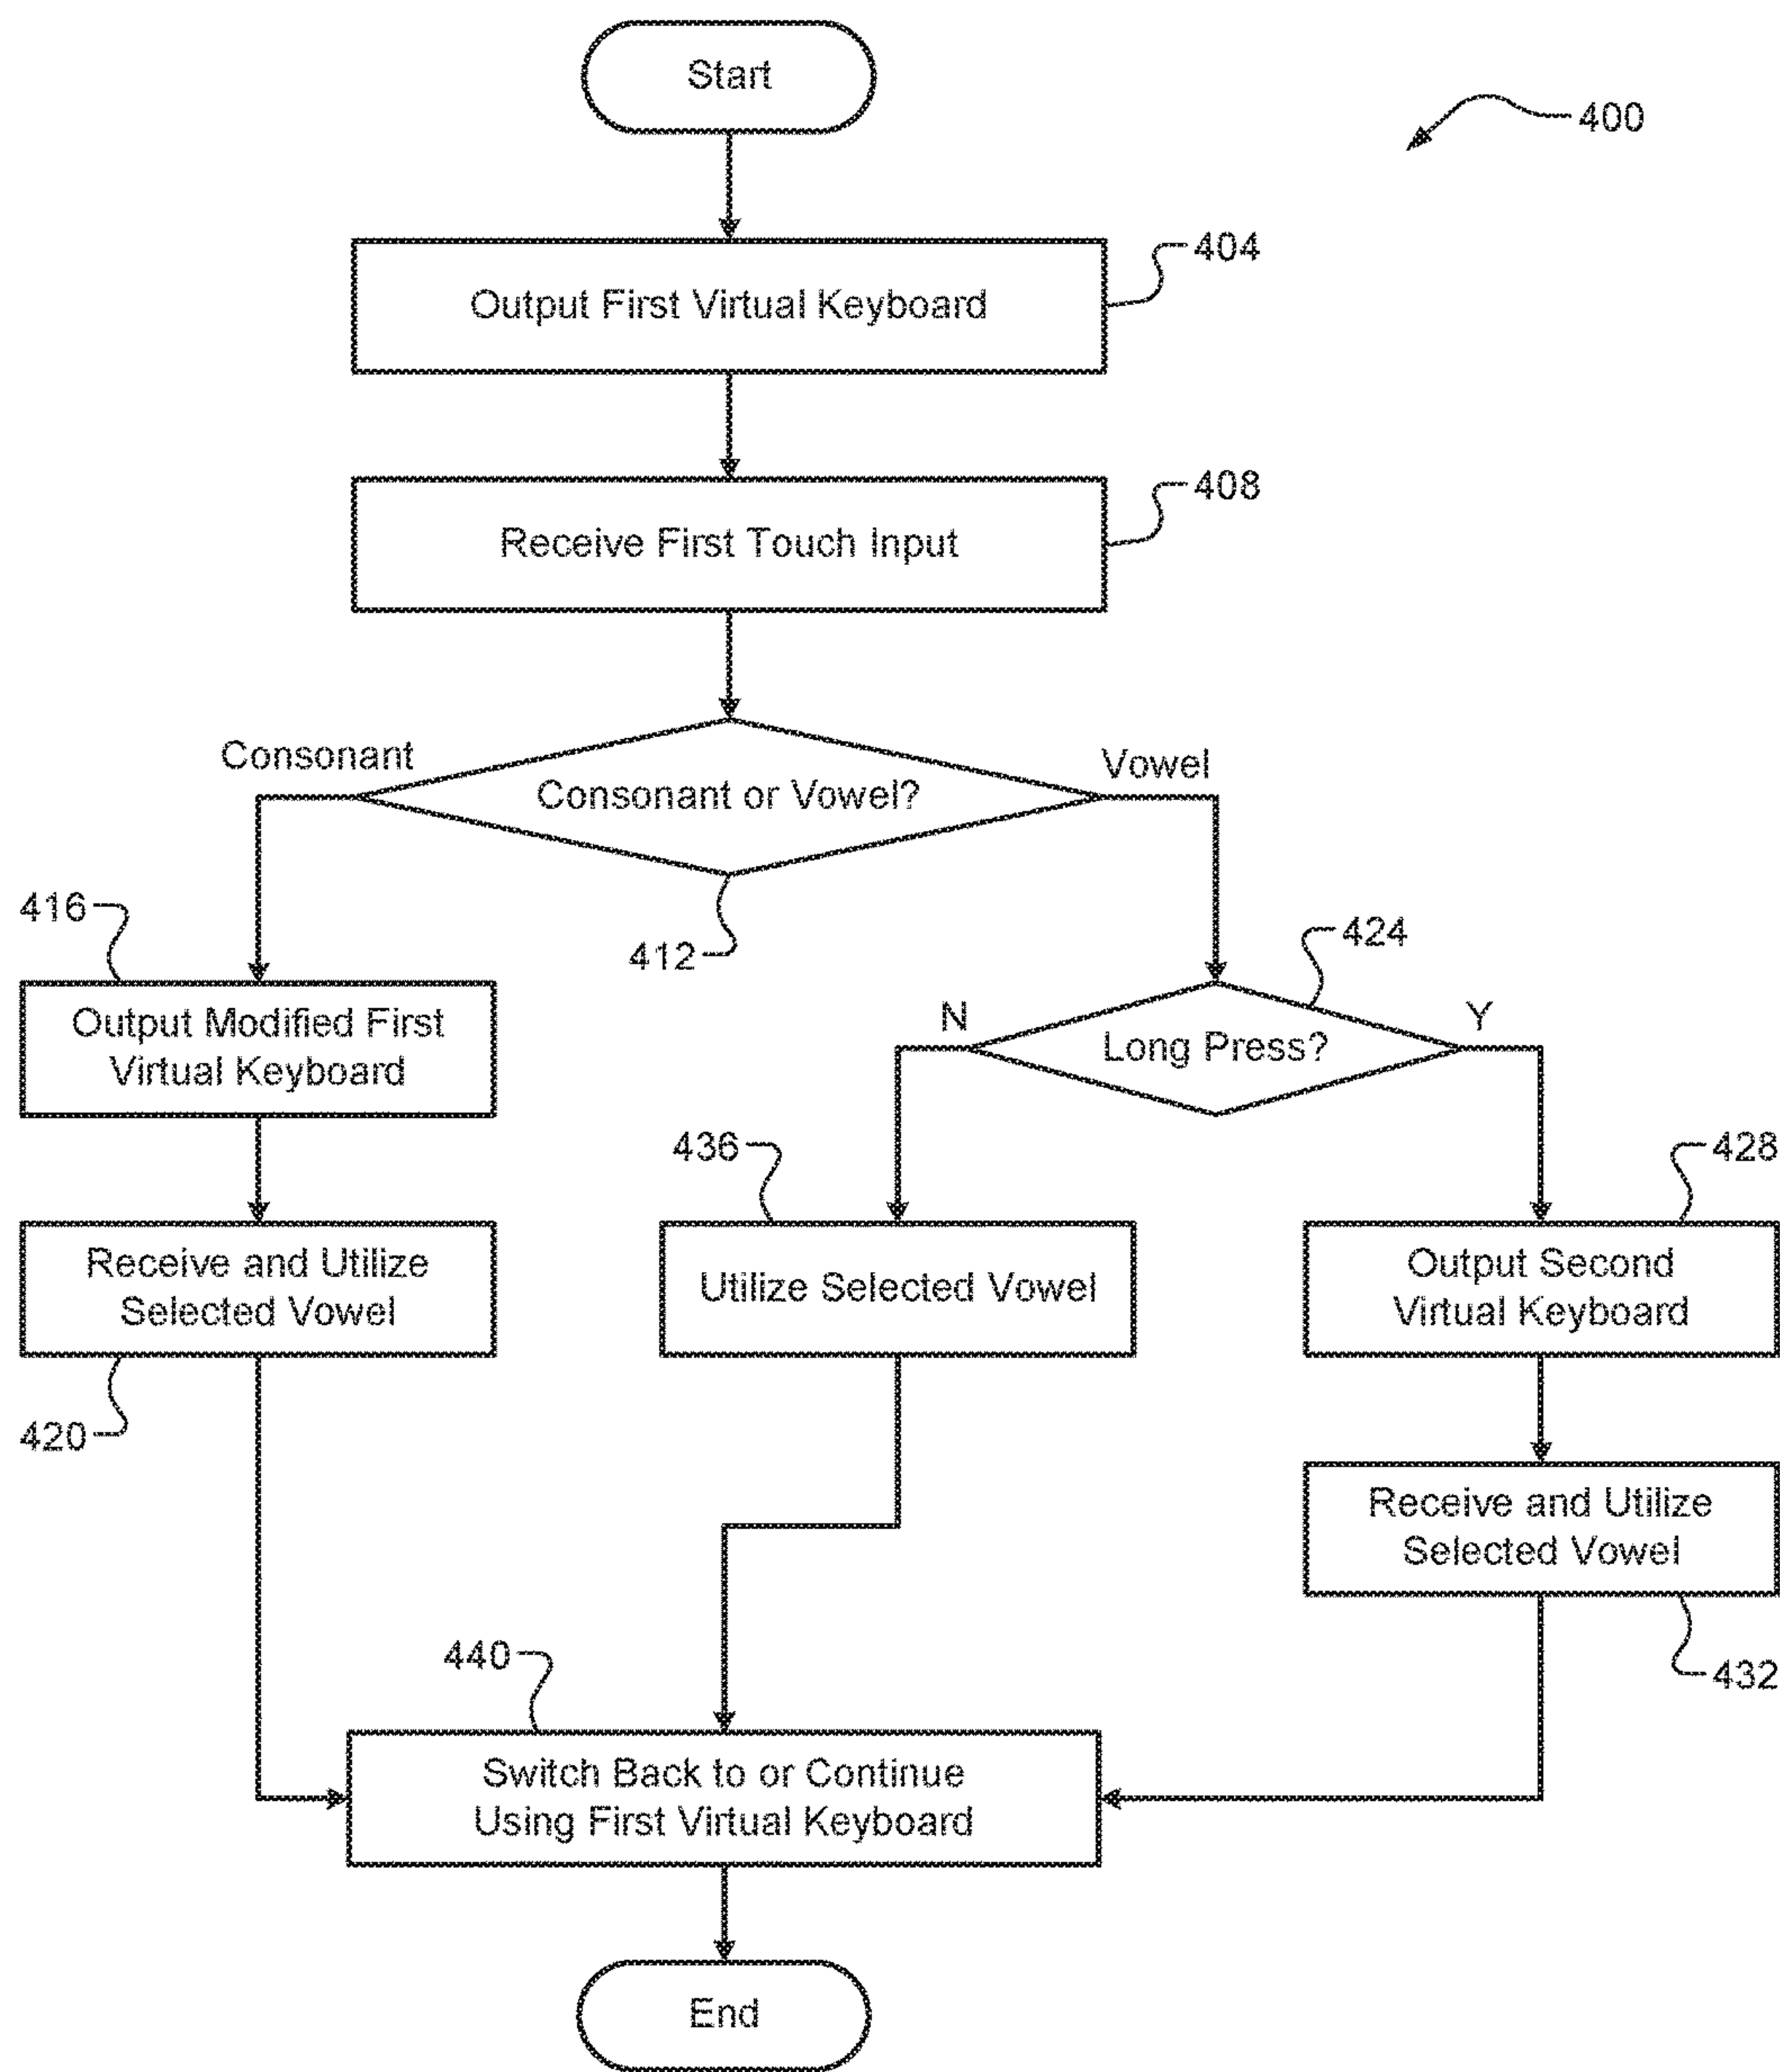 Start
400
404
Output First Virtual Keyboard
408
Receive First Touch Input
Consonant
Vowel
Consonant or Vowel?
412
416
Output Modified First
Virtual Keyboard
424
N
Y
Long Press?
436
428
Receive and Utilize
Selected Vowel
420
Utilize Selected Vowel
Output Second
Virtual Keyboard
Receive and Utilize
Selected Vowel
432
440
Switch Back to or Continue
Using First Virtual Keyboard
End